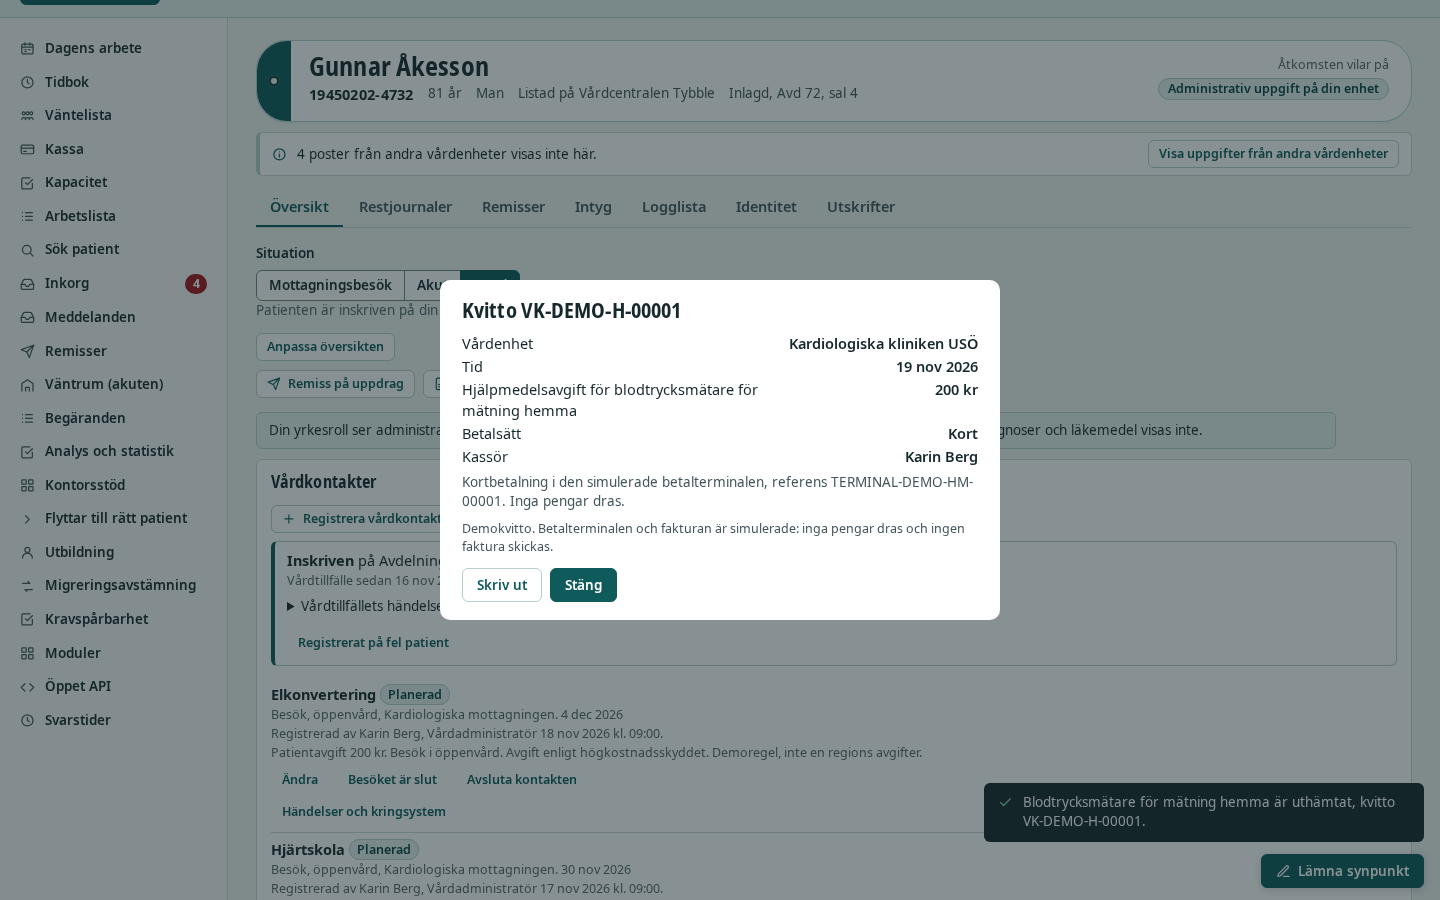 Dagens arbete
Tidbok
Väntelista
Kassa
Kapacitet
Arbetslista
Sök patient
Inkorg 4
Meddelanden
Remisser
Väntrum (akuten)
Begäranden
Analys och statistik
Kontorsstöd
Flyttar till rätt patient
Utbildning
Migreringsavstämning
Kravspårbarhet
Moduler
Öppet API
Svarstider
Gunnar Åkesson
19450202-4732 81 år Man Listad på Vårdcentralen Tybble Inlagd, Avd 72, sal 4
Åtkomsten vilar på
Administrativ uppgift på din enhet
4 poster från andra vårdenheter visas inte här.
Visa uppgifter från andra vårdenheter
Översikt Restjournaler Remisser Intyg Logglista Identitet Utskrifter
Situation
Mottagningsbesök
Patienten är inskriven på din
Anpassa översikten
Remiss på uppdrag
Din yrkesroll ser och läkemedel visas inte.
Vårdkontakter
Registrera vårdkontakt
Inskriven på
Vårdtillfälle sedan 16 nov
Vårdtillfällets
Registrerat på fel patient
Elkonvertering Planerad
Besök, öppenvård, Kardiologiska mottagningen. 4 dec 2026
Registrerad av Karin Berg, Vårdadministratör 18 nov 2026 kl. 09:00.
Patientavgift 200 kr. Besök i öppenvård. Avgift enligt högkostnadsskyddet. Demoregel, inte en regions avgifter.
Ändra Besöket är slut Avsluta kontakten
Händelser och kringsystem
Hjärtskola Planerad
Besök, öppenvård, Kardiologiska mottagningen. 30 nov 2026
Registrerad av Karin Berg, Vårdadministratör 17 nov 2026 kl. 09:00.
Kvitto VK-DEMO-H-00001
Vårdenhet Kardiologiska kliniken USÖ
Tid 19 nov 2026
Hjälpmedelsavgift för blodtrycksmätare för 200 kr
mätning hemma
Betalsätt Kort
Kassör Karin Berg
Kortbetalning i den simulerade betalterminalen, referens TERMINAL-DEMO-HM-
00001. Inga pengar dras.
Demokvitto. Betalterminalen och fakturan är simulerade: inga pengar dras och ingen
faktura skickas.
Skriv ut Stäng
Blodtrycksmätare för mätning hemma är uthämtat, kvitto
VK-DEMO-H-00001.
Lämna synpunkt